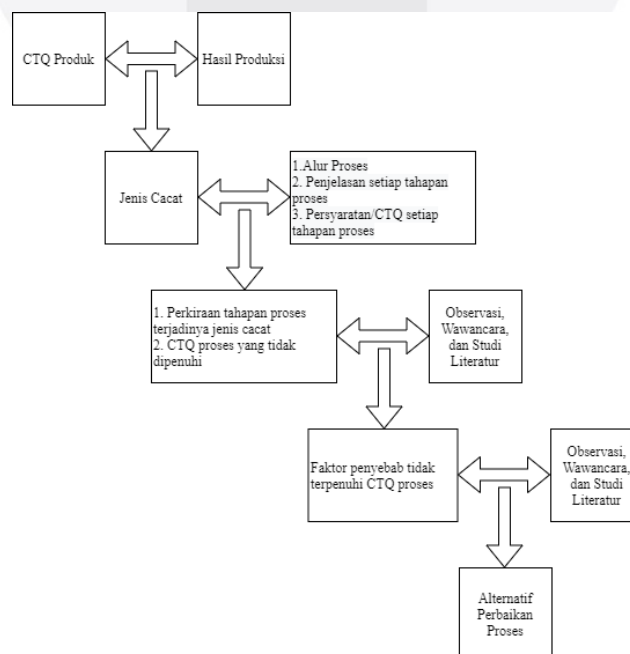 CTQ Produk
Hasil Produksi
Jenis Cacat
1.Alur Proses
2. Penjelasan setiap tahapan
proses
3. Persyaratan/CTQ setiap
tahapan proses
1. Perkiraan tahapan proses
terjadinya jenis cacat
2. CTQ proses yang tidak
dipenuhi
Observasi,
Wawancara,
dan Studi
Literatur
Faktor penyebab tidak
terpenuhi CTQ proses
Observasi,
Wawancara,
dan Studi
Literatur
Alternatif
Perbaikan
Proses